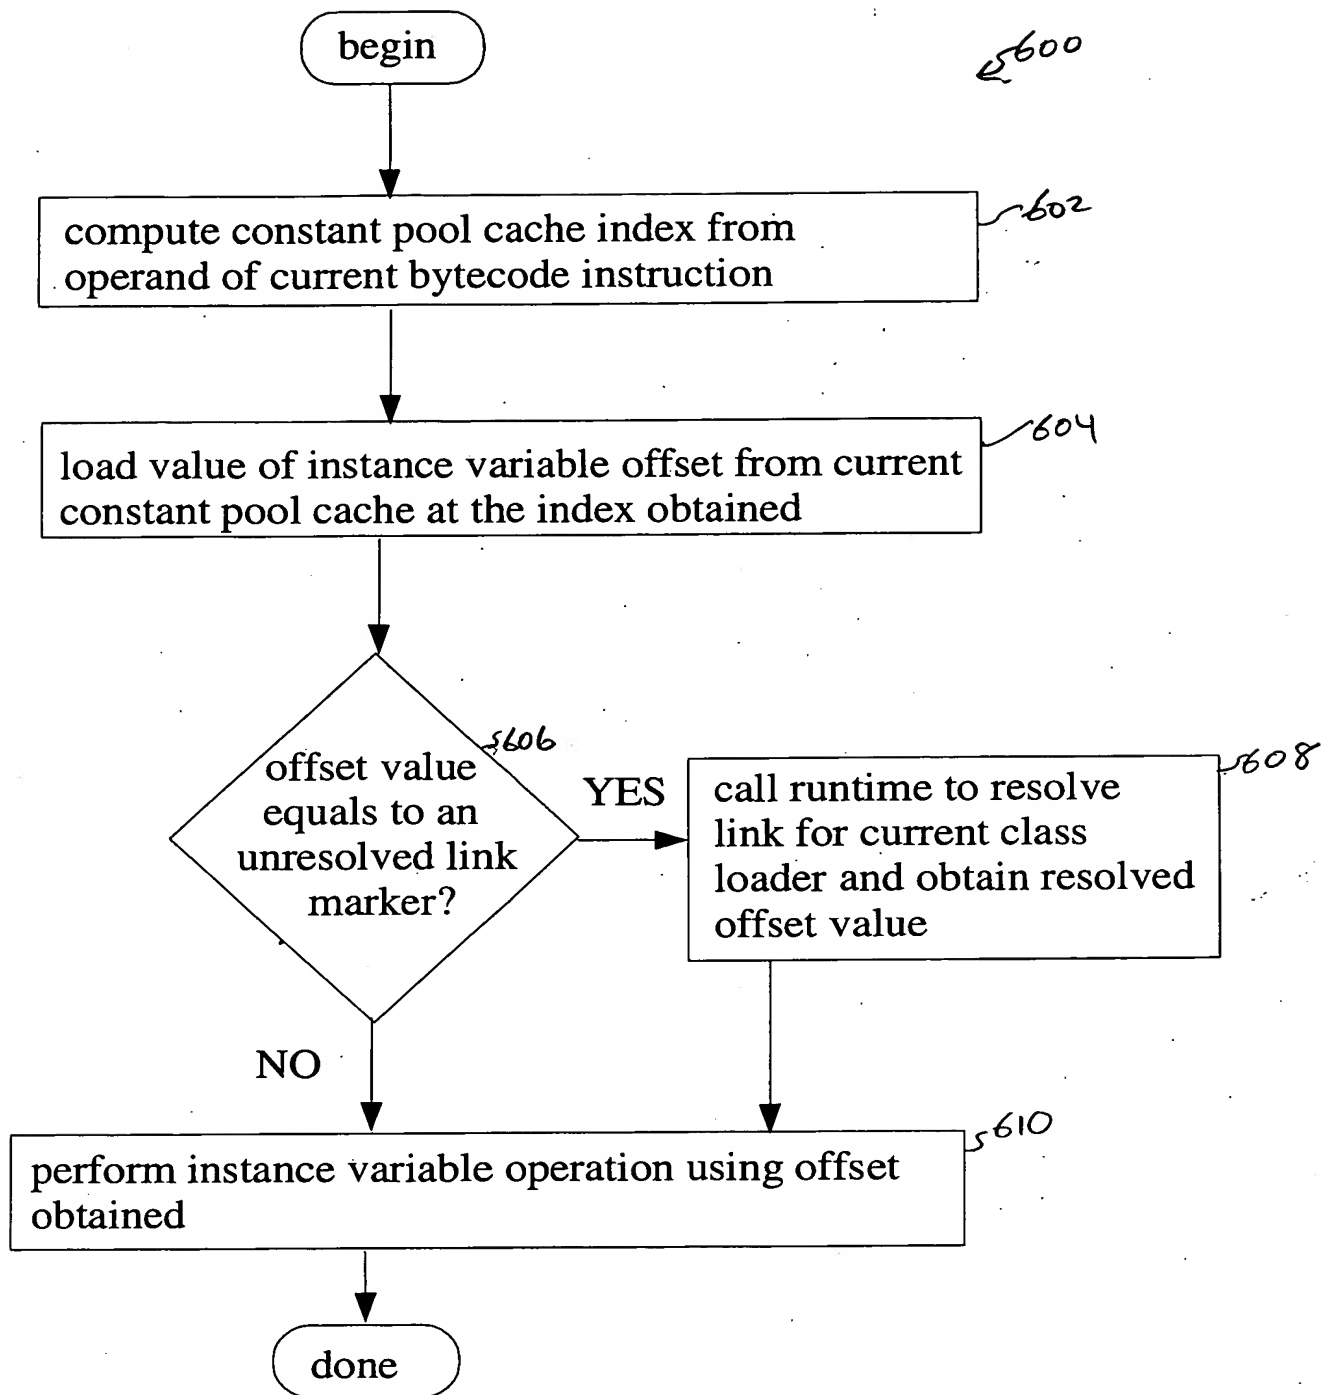 begin
600
compute constant pool cache index from
operand of current bytecode instruction
602
load value of instance variable offset from current
constant pool cache at the index obtained
604
offset value
equals to an
unresolved link
marker?
606
YES
call runtime to resolve
link for current class
loader and obtain resolved
offset value
608
NO
perform instance variable operation using offset
obtained
610
done